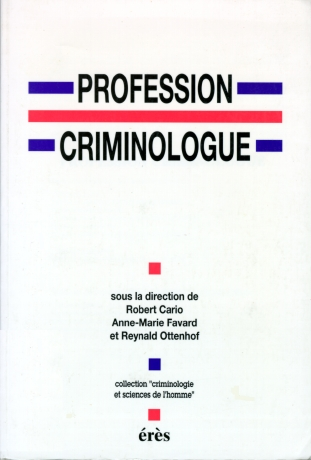 PROFESSION
CRIMINOLOGUE
sous la direction de
Robert Cario
Anne-Marie Favard
et Reynald Ottenhof
collection "criminologie
et sciences de l'homme"
érès